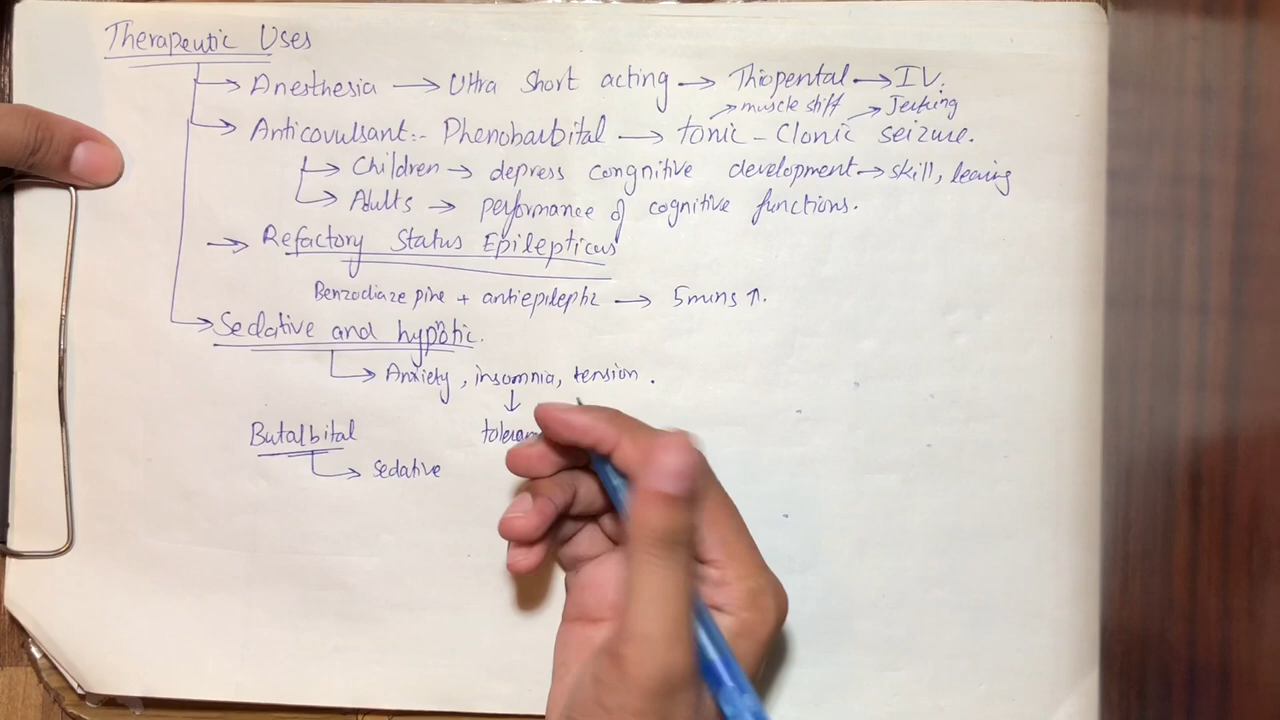 Therapeutic Uses
→ Anesthesia → Ultra Short acting → Thiopental → IV.
→ muscle stiff → Jerking
→ Anticovulsant:- Phenobarbital → tonic - Clonic seizure.
→ Children → depress congnitive development → skill, learing
→ Adults → performance of cognitive functions.
→ Refactory Status Epilepticus
Benzodiazepine + antiepileptic → 5mins ↑.
→ Sedative and hypotic.
→ Anxiety, insomnia, tension.
↓
Butalbital
→ Sedative